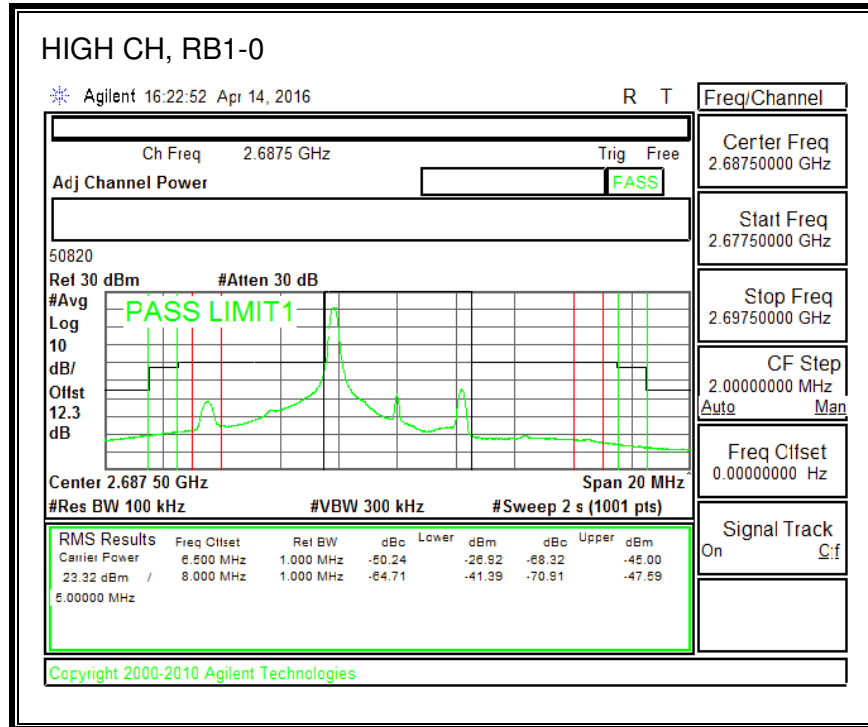 HIGH CH, RB1-0
Agilent 16:22:52 Apr 14, 2016 R T
Freq/Channel
Ch Freq 2.6875 GHz Trig Free
Adj Channel Power PASS
Center Freq
2.68750000 GHz
Start Freq
2.67750000 GHz
Stop Freq
2.69750000 GHz
CF Step
2.00000000 MHz
Auto Man
Freq Offset
0.00000000 Hz
Signal Track
On Off
50820
Ref 30 dBm #Atten 30 dB
#Avg
Log
10
dB/
Offst
12.3
dB
PASS LIMIT1
Center 2.687 50 GHz Span 20 MHz
#Res BW 100 kHz #VBW 300 kHz #Sweep 2 s (1001 pts)
RMS Results Freq Offset Ref BW dBc Lower dBm dBc Upper dBm
Carrier Power 6.500 MHz 1.000 MHz -50.24 -26.92 -68.32 -45.00
23.32 dBm / 8.000 MHz 1.000 MHz -64.71 -41.39 -70.91 -47.59
5.00000 MHz
Copyright 2000-2010 Agilent Technologies